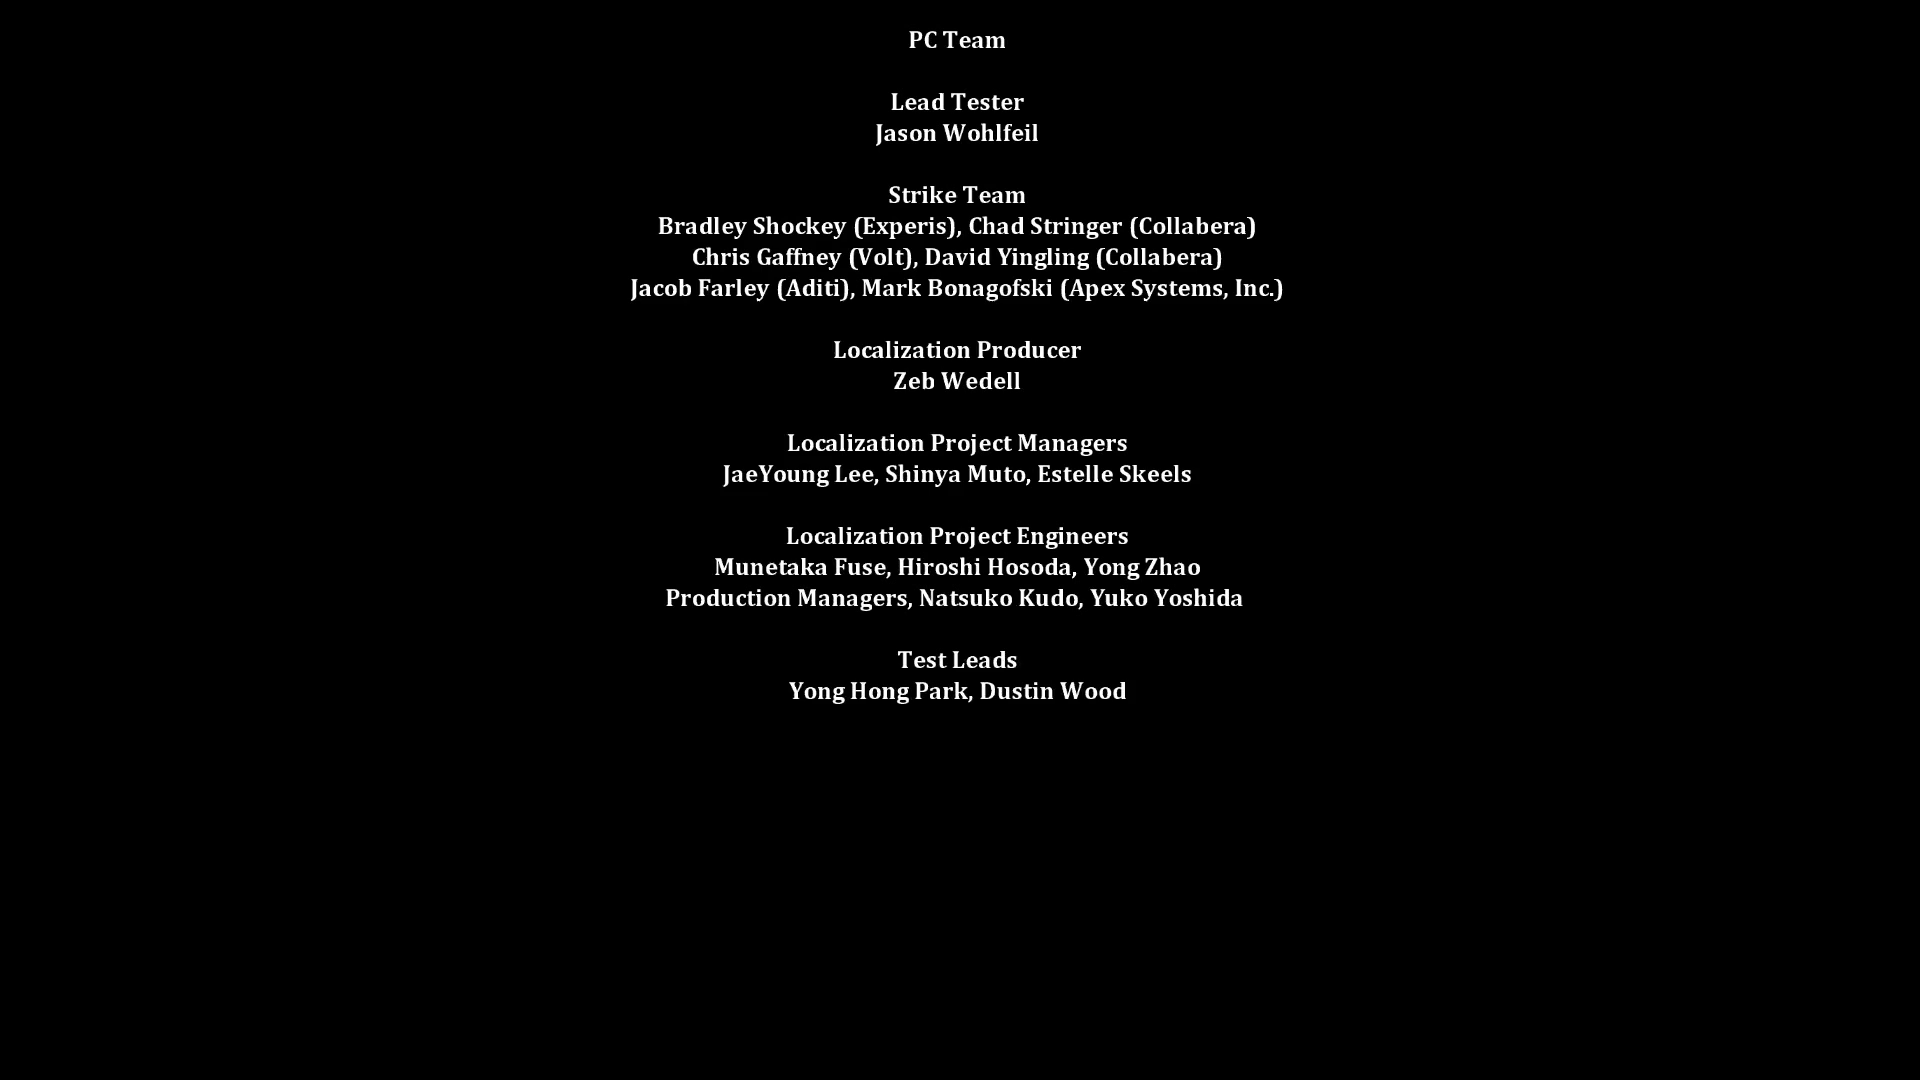 PC Team
Lead Tester
Jason Wohlfeil
Strike Team
Bradley Shockey (Experis), Chad Stringer (Collabera)
Chris Gaffney (Volt), David Yingling (Collabera)
Jacob Farley (Aditi), Mark Bonagofski (Apex Systems, Inc.)
Localization Producer
Zeb Wedell
Localization Project Managers
JaeYoung Lee, Shinya Muto, Estelle Skeels
Localization Project Engineers
Munetaka Fuse, Hiroshi Hosoda, Yong Zhao
Production Managers, Natsuko Kudo, Yuko Yoshida
Test Leads
Yong Hong Park, Dustin Wood